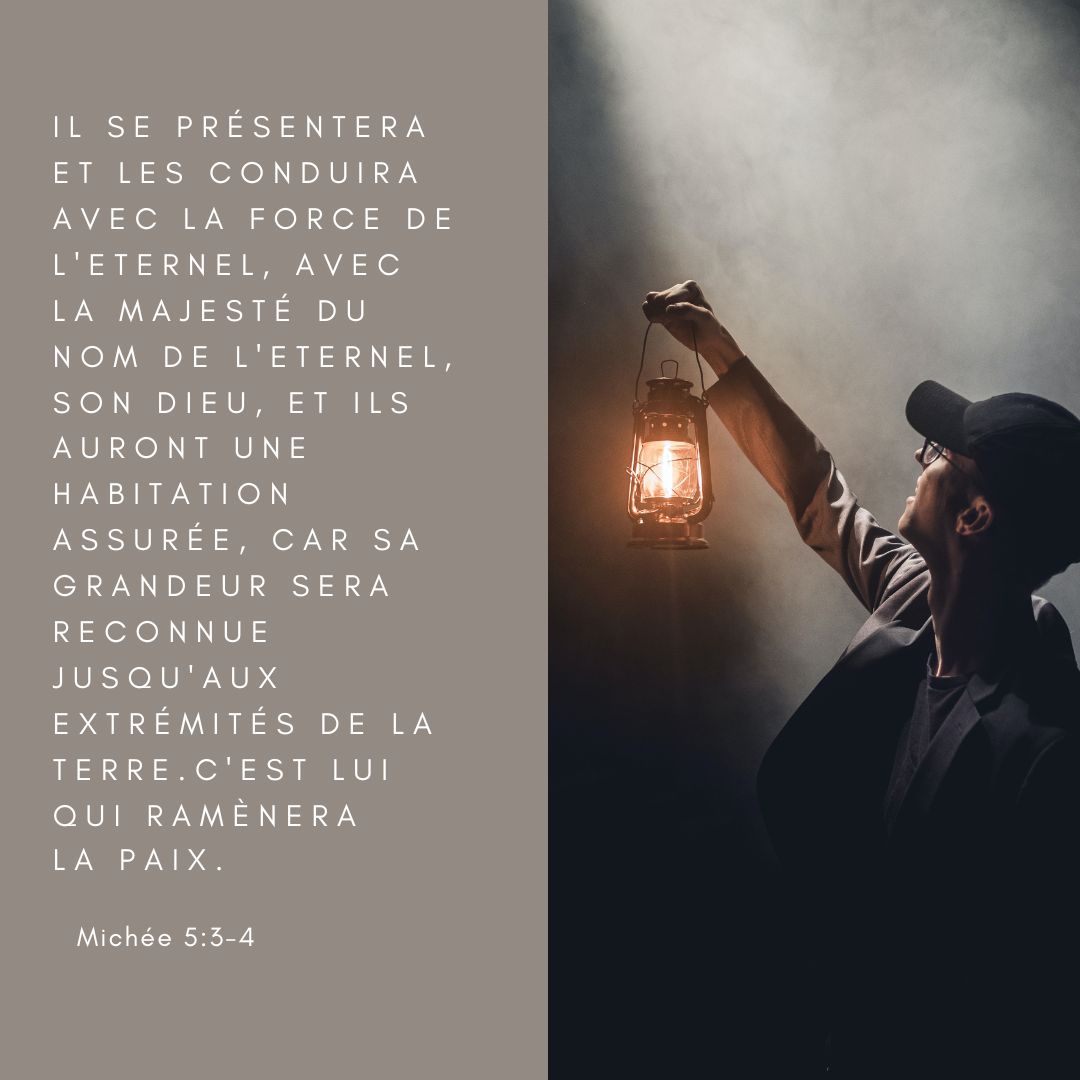 IL SE PRÉSENTERA
ET LES CONDUIRA
AVEC LA FORCE DE
L'ETERNEL, AVEC
LA MAJESTÉ DU
NOM DE L'ETERNEL,
SON DIEU, ET ILS
AURONT UNE
HABITATION
ASSURÉE, CAR SA
GRANDEUR SERA
RECONNUE
JUSQU'AUX
EXTRÉMITÉS DE LA
TERRE.C'EST LUI
QUI RAMÈNERA
LA PAIX.
Michée 5:3-4